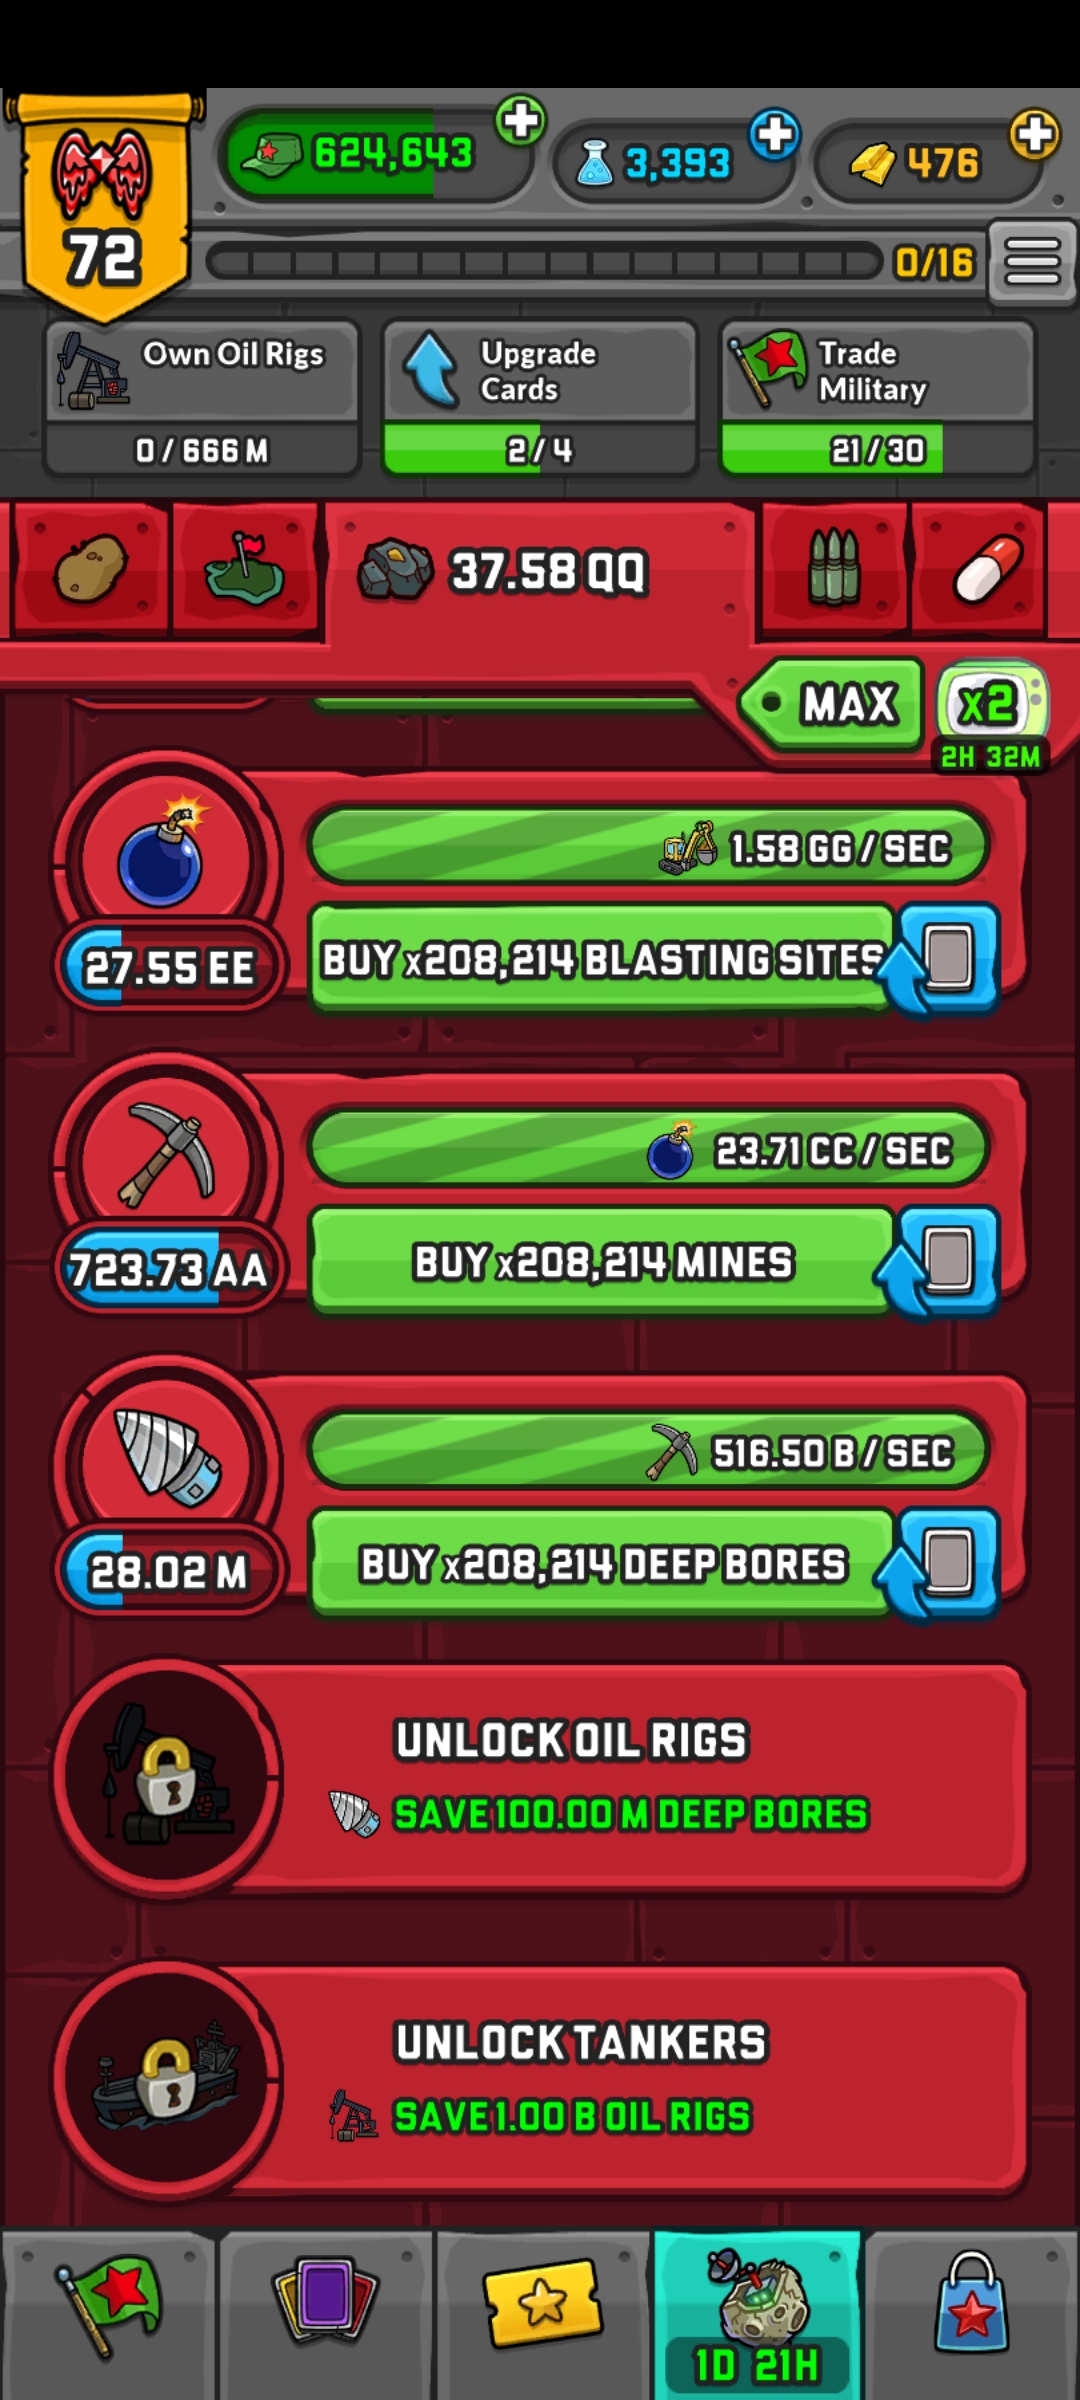 72
624,643
3,393
476
0/16
Own Oil Rigs
0 / 666 M
Upgrade
Cards
2 / 4
Trade
Military
21 / 30
37.58 QQ
MAX
x2
2H 32M
1.58 GG / SEC
27.55 EE
BUY x208,214 BLASTING SITES
23.71 CC / SEC
723.73 AA
BUY x208,214 MINES
516.50 B / SEC
28.02 M
BUY x208,214 DEEP BORES
UNLOCK OIL RIGS
SAVE 100.00 M DEEP BORES
UNLOCK TANKERS
SAVE 1.00 B OIL RIGS
1D 21H